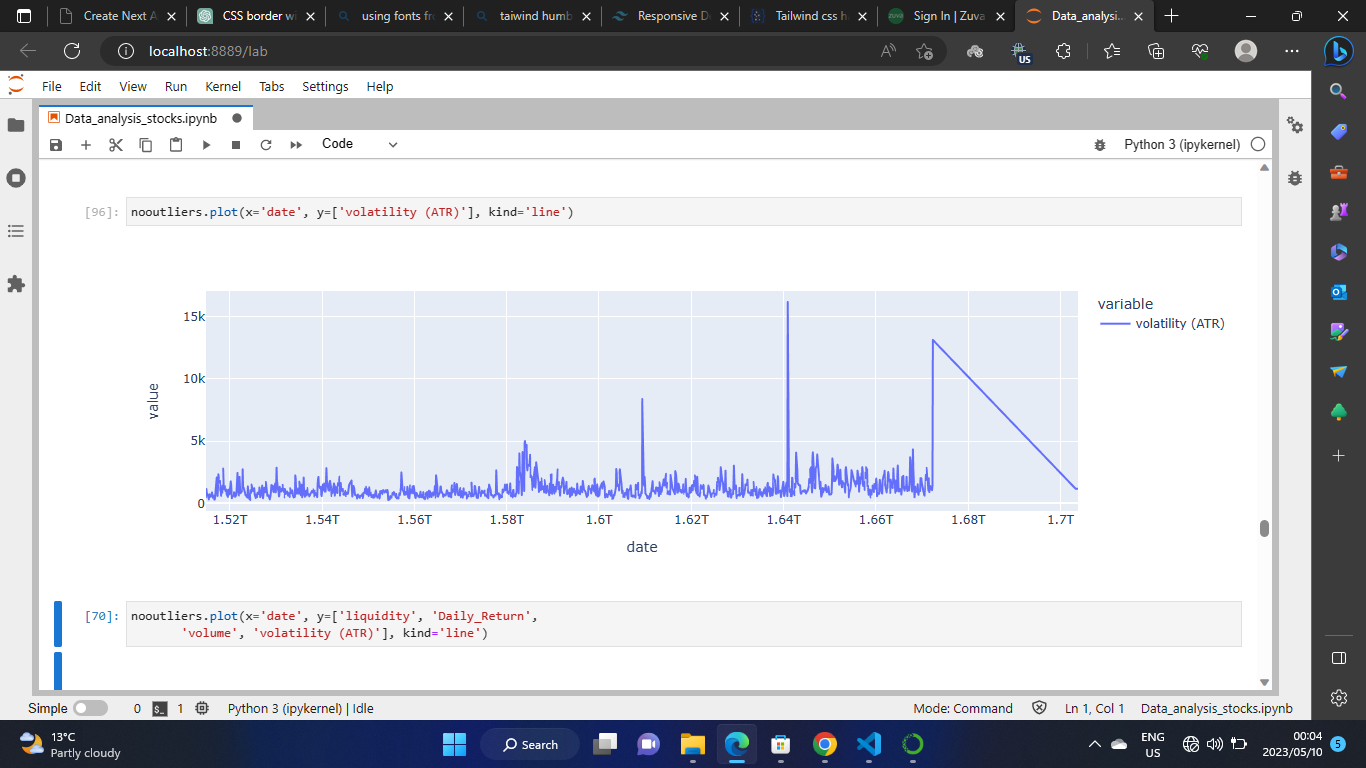 Create Next A
CSS border wi
using fonts fro
taiwind humb
Responsive D
Tailwind css h
Sign In | Zuva
Data_analysi
localhost:8889/lab
US
File Edit View Run Kernel Tabs Settings Help
Data_analysis_stocks.ipynb
Code
Python 3 (ipykernel)
[96]: nooutliers.plot(x='date', y=['volatility (ATR)'], kind='line')
variable
volatility (ATR)
15k
10k
5k
0
value
1.52T 1.54T 1.56T 1.58T 1.6T 1.62T 1.64T 1.66T 1.68T 1.7T
date
[70]: nooutliers.plot(x='date', y=['liquidity', 'Daily_Return',
'volume', 'volatility (ATR)'], kind='line')
Simple 0 1 Python 3 (ipykernel) | Idle Mode: Command Ln 1, Col 1 Data_analysis_stocks.ipynb
13°C
Partly cloudy
Search
ENG
US
00:04
2023/05/10
5